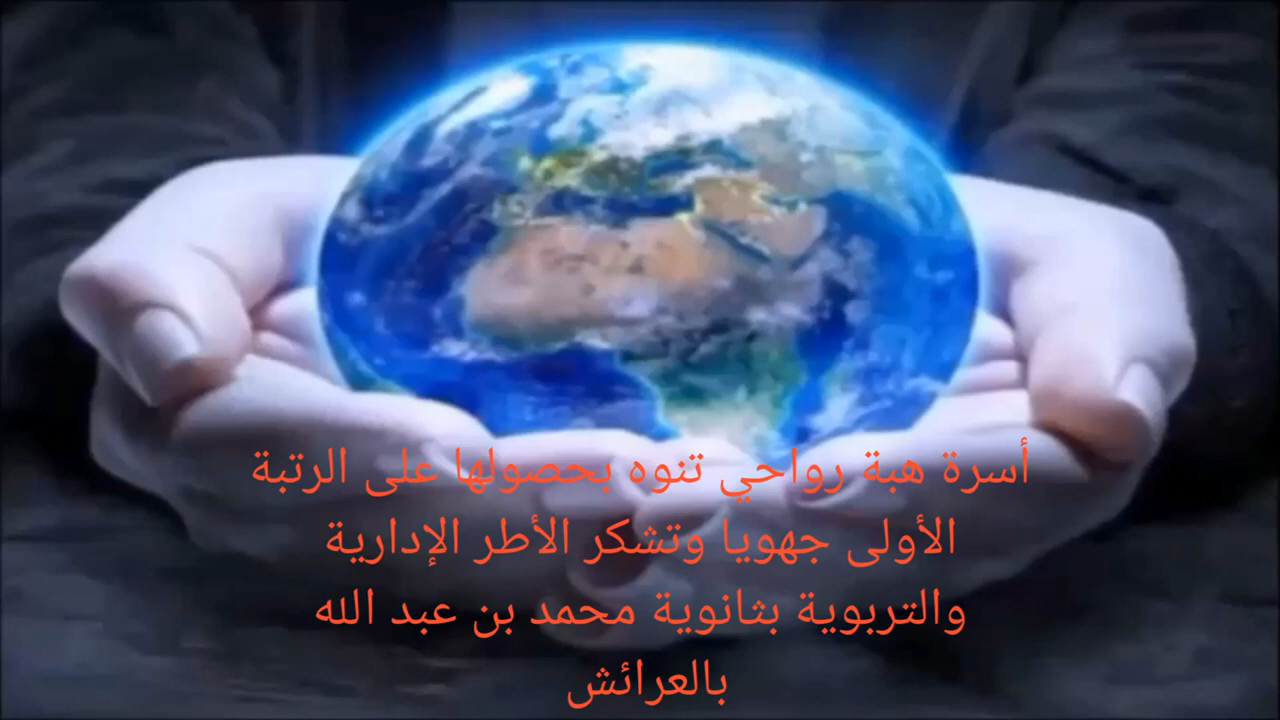 أسرة هبة رواحي تنوه بحصولها على الرتبة
الأولى جهويا وتشكر الأطر الإدارية
والتربوية بثانوية محمد بن عبد الله
بالعرائش